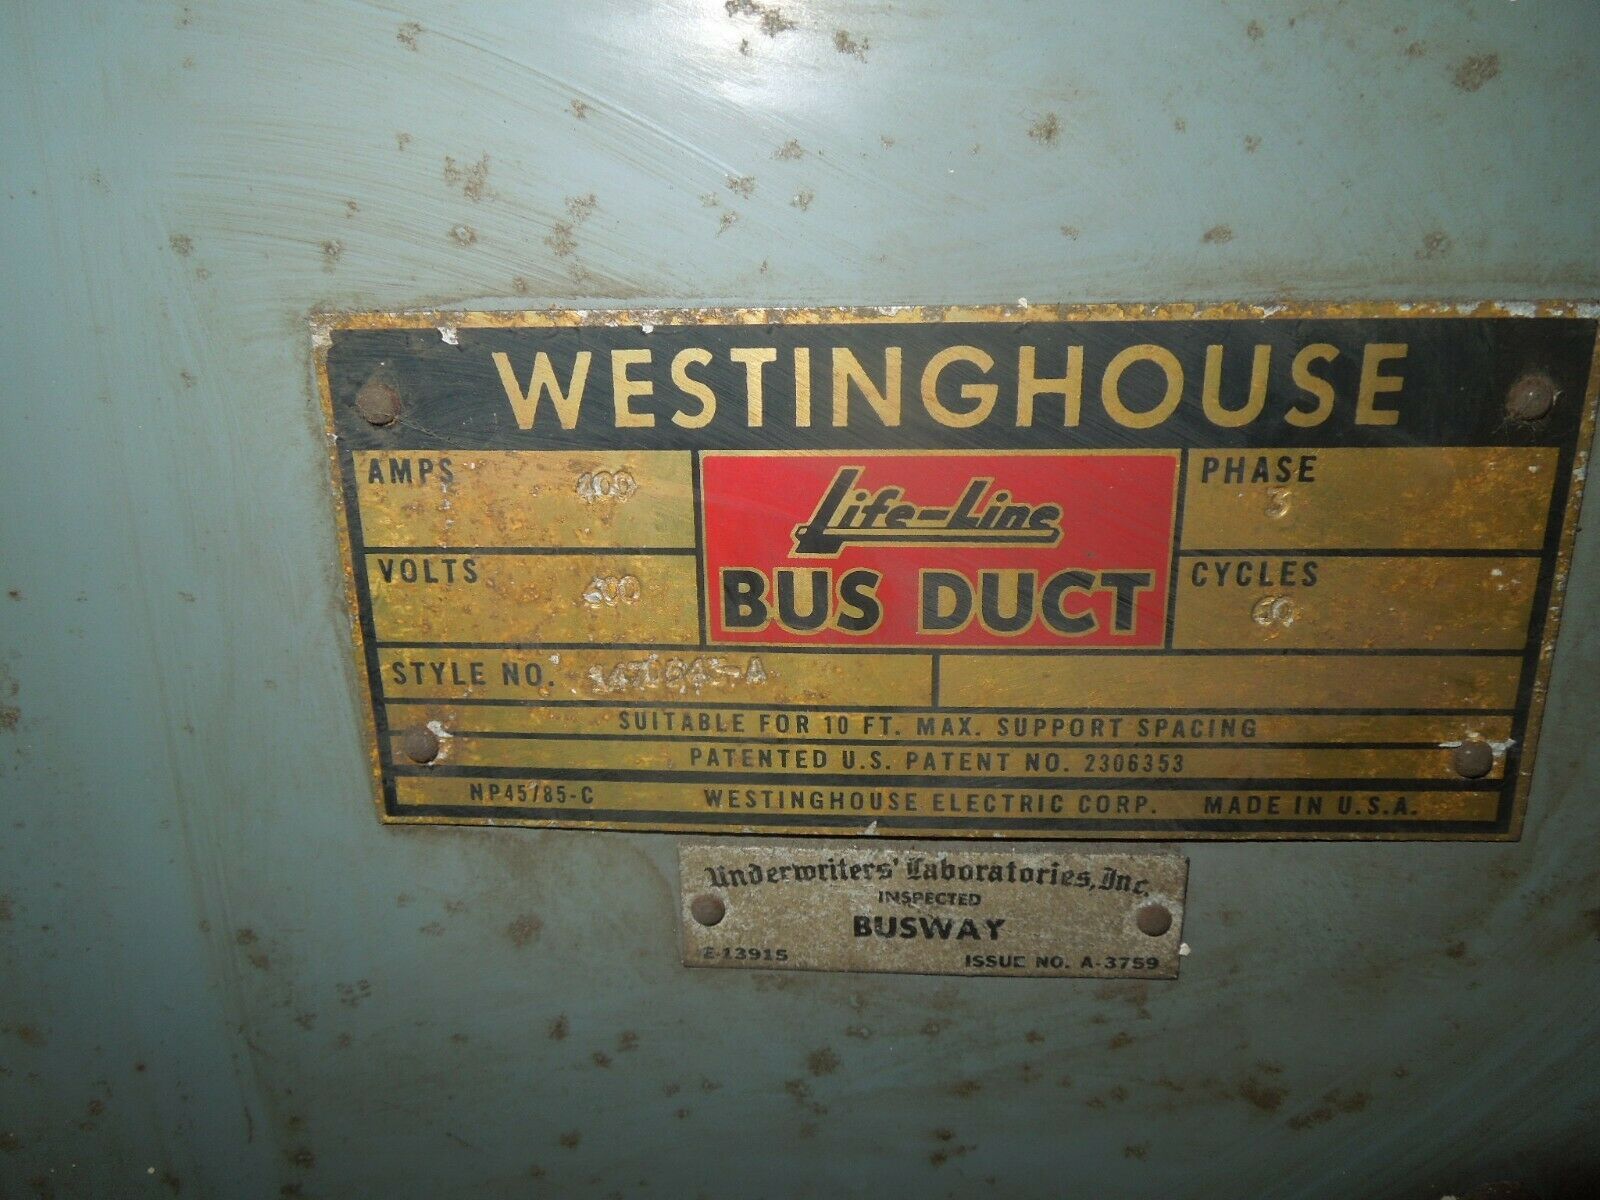 WESTINGHOUSE
AMPS 400
Life-Line
PHASE 3
VOLTS 600
BUS DUCT
CYCLES 60
STYLE NO.
SUITABLE FOR 10 FT. MAX. SUPPORT SPACING
PATENTED U.S. PATENT NO. 2306353
NP45785-C WESTINGHOUSE ELECTRIC CORP. MADE IN U.S.A.
Underwriters' Laboratories, Inc.
INSPECTED
BUSWAY
E-13915 ISSUE NO. A-3759